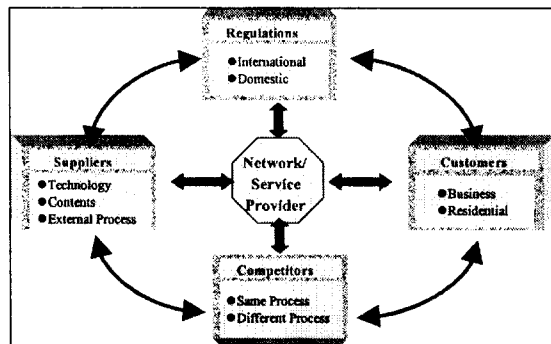 Regulations
● International
● Domestic
Suppliers
● Technology
● Contents
● External Process
Network/
Service
Provider
Customers
● Business
● Residential
Competitors
● Same Process
● Different Process